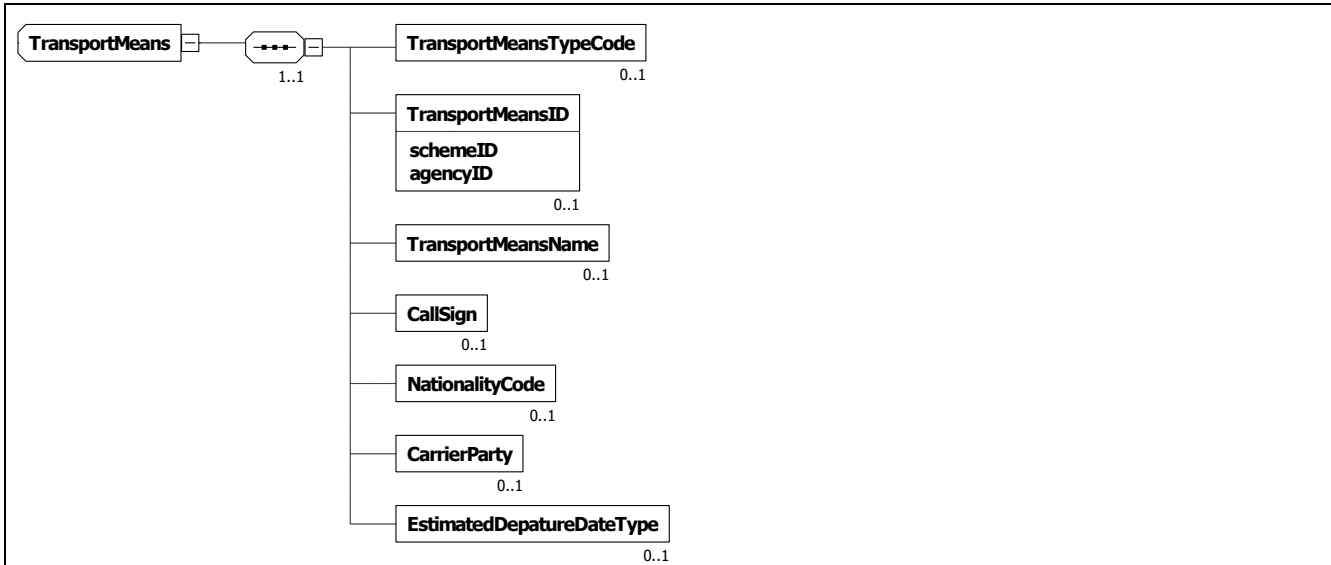 TransportMeans
1..1
TransportMeansTypeCode
0..1
TransportMeansID
schemeID
agencyID
0..1
TransportMeansName
0..1
CallSign
0..1
NationalityCode
0..1
CarrierParty
0..1
EstimatedDepatureDateType
0..1